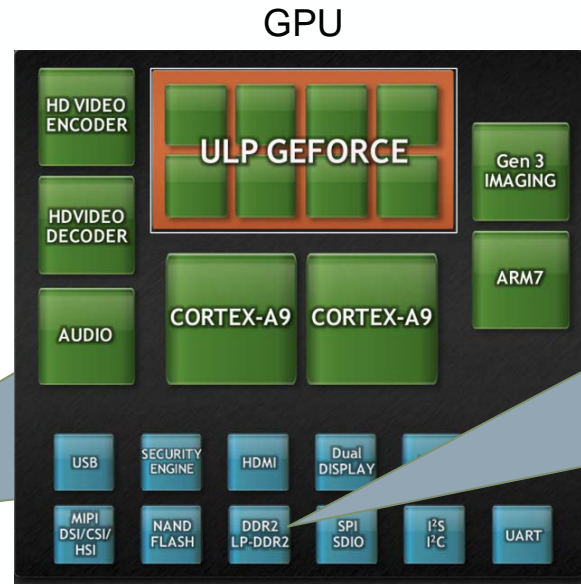 GPU
HD VIDEO
ENCODER
ULP GEFORCE
Gen 3
IMAGING
HDVIDEO
DECODER
ARM7
CORTEX-A9
CORTEX-A9
AUDIO
USB
SECURITY
ENGINE
HDMI
Dual
DISPLAY
MIPI
DSI/CSI/
HSI
NAND
FLASH
DDR2
LP-DDR2
SPI
SDIO
I²S
I²C
UART